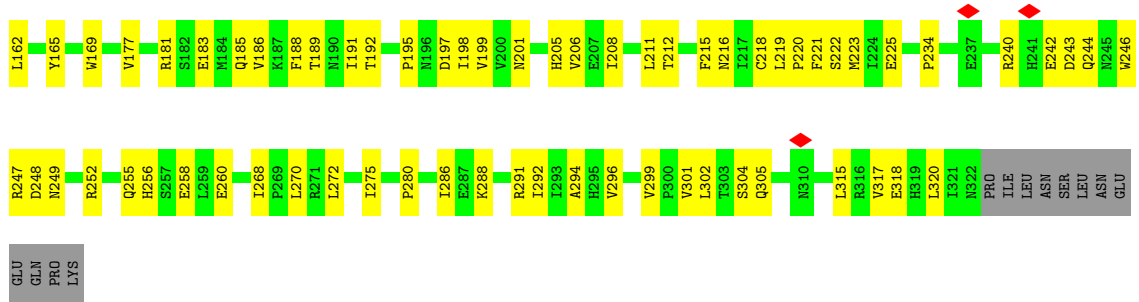 L162 Y165 W169 V177 R181 S182 E183 M184 Q185 V186 K187 F188 T189 N190 I191 T192 P195 N196 D197 I198 V199 V200 N201 H205 V206 E207 I208 L211 T212 F215 N216 I217 C218 L219 P220 F221 S222 M223 I224 E225 P234 E237 R240 H241 E242 D243 Q244 N245 W246
R247 D248 N249 R252 Q255 H256 S257 E258 L259 E260 I268 P269 L270 R271 L272 I275 P280 I286 E287 K288 R291 I292 I293 A294 H295 V296 V299 P300 V301 L302 T303 S304 Q305 N310 L315 R316 V317 E318 H319 L320 I321 N322 PRO ILE LEU ASN SER LEU ASN GLU
GLU GLN PRO LYS